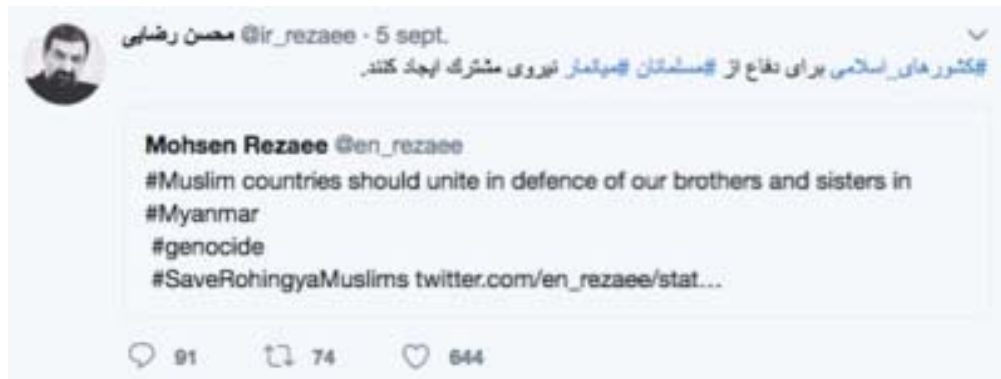 محسن رضایی @ir_rezaee · 5 sept.
#کشورهای_اسلامی برای دفاع از #مسلمانان #میانمار نیروی مشترک ایجاد کنند.
Mohsen Rezaee @en_rezaee
#Muslim countries should unite in defence of our brothers and sisters in
#Myanmar
#genocide
#SaveRohingyaMuslims twitter.com/en_rezaee/stat...
91 74 644